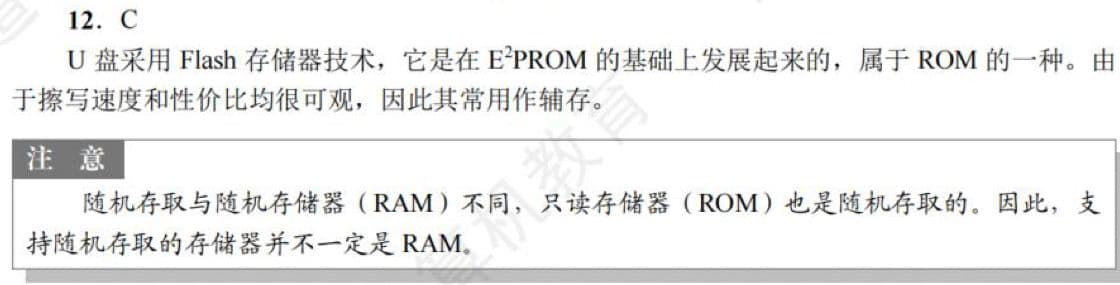 12．C
U 盘采用 Flash 存储器技术，它是在 E²PROM 的基础上发展起来的，属于 ROM 的一种。由
于擦写速度和性价比均很可观，因此其常用作辅存。
注 意
随机存取与随机存储器（RAM）不同，只读存储器（ROM）也是随机存取的。因此，支
持随机存取的存储器并不一定是 RAM。
算机教育